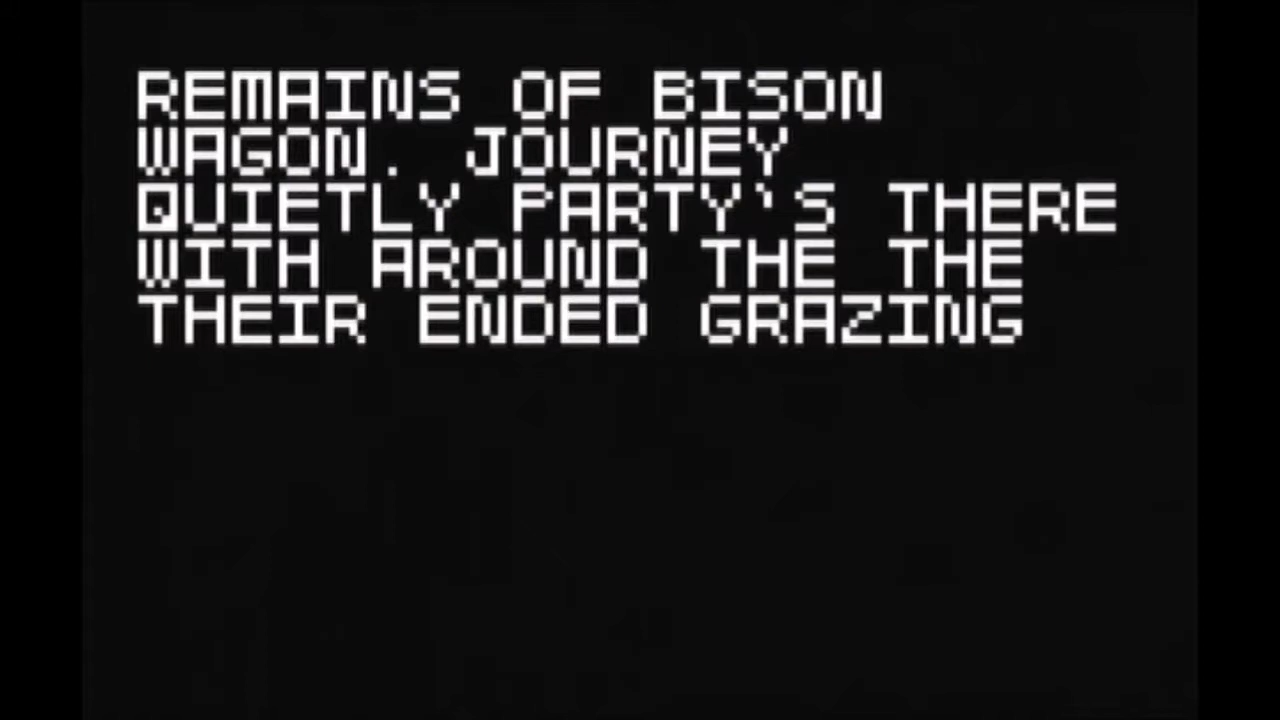 REMAINS OF BISON
WAGON. JOURNEY
QUIETLY PARTY'S THERE
WITH AROUND THE THE
THEIR ENDED GRAZING